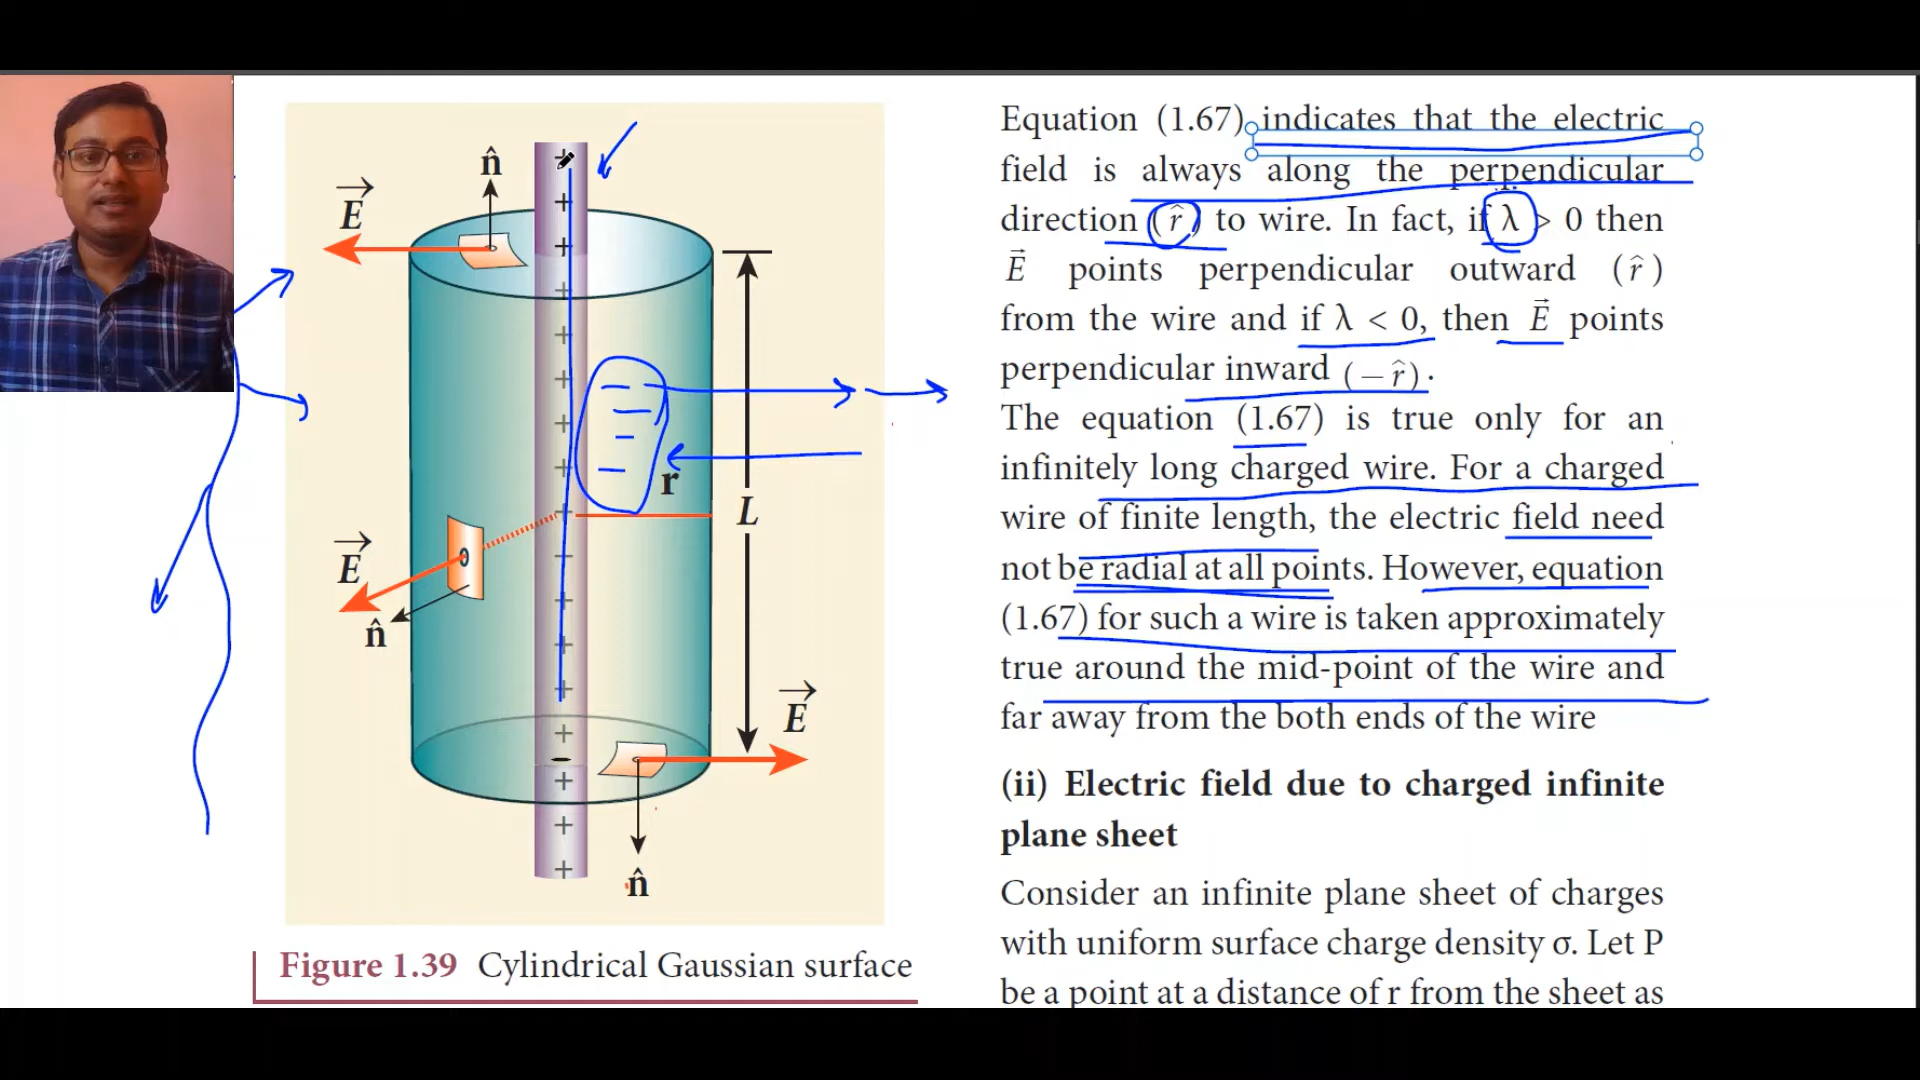 n̂
E
L
r
E
n̂
E
n̂
Figure 1.39 Cylindrical Gaussian surface
Equation (1.67) indicates that the electric
field is always along the perpendicular
direction (r̂) to wire. In fact, if λ > 0 then
E⃗ points perpendicular outward (r̂)
from the wire and if λ < 0, then E⃗ points
perpendicular inward (−r̂).
The equation (1.67) is true only for an
infinitely long charged wire. For a charged
wire of finite length, the electric field need
not be radial at all points. However, equation
(1.67) for such a wire is taken approximately
true around the mid-point of the wire and
far away from the both ends of the wire
(ii) Electric field due to charged infinite
plane sheet
Consider an infinite plane sheet of charges
with uniform surface charge density σ. Let P
be a point at a distance of r from the sheet as